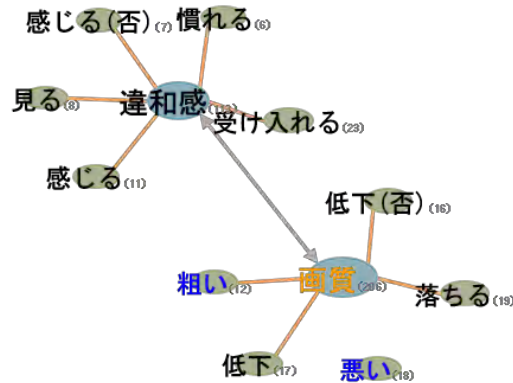 感じる(否)(7)
慣れる(6)
見る(8)
違和感
受け入れる(23)
感じる(11)
低下(否)(16)
粗い(12)
画質(206)
落ちる(19)
低下(17)
悪い(18)